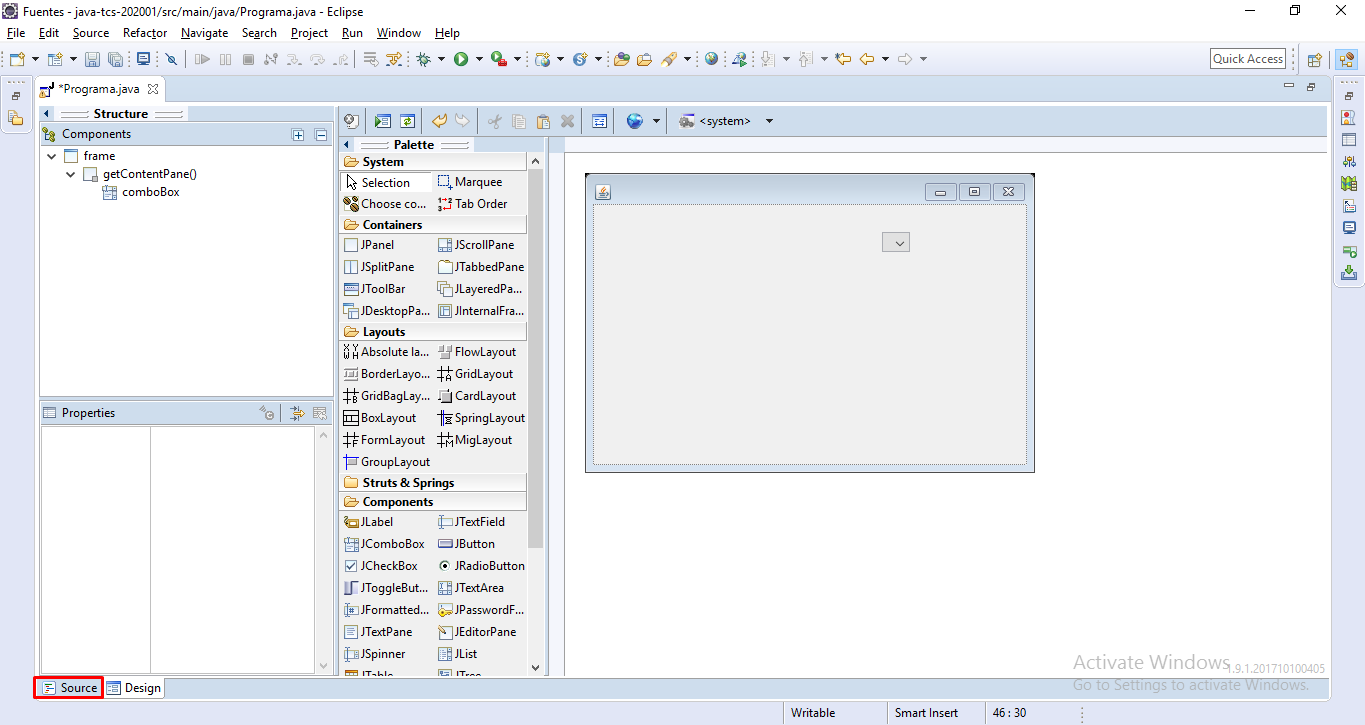 Fuentes - java-tcs-202001/src/main/java/Programa.java - Eclipse
File Edit Source Refactor Navigate Search Project Run Window Help
Quick Access
*Programa.java
Structure
Components
frame
getContentPane()
comboBox
Properties
<system>
Palette
System
Selection Marquee
Choose co... Tab Order
Containers
JPanel JScrollPane
JSplitPane JTabbedPane
JToolBar JLayeredPa...
JDesktopPa... JInternalFra...
Layouts
Absolute la... FlowLayout
BorderLayo... GridLayout
GridBagLay... CardLayout
BoxLayout SpringLayout
FormLayout MigLayout
GroupLayout
Struts & Springs
Components
JLabel JTextField
JComboBox JButton
JCheckBox JRadioButton
JToggleBut... JTextArea
JFormatted... JPasswordF...
JTextPane JEditorPane
JSpinner JList
JTable JTree
Activate Windows
1.9.1.201710100405
Go to Settings to activate Windows.
Source Design
Writable Smart Insert 46 : 30